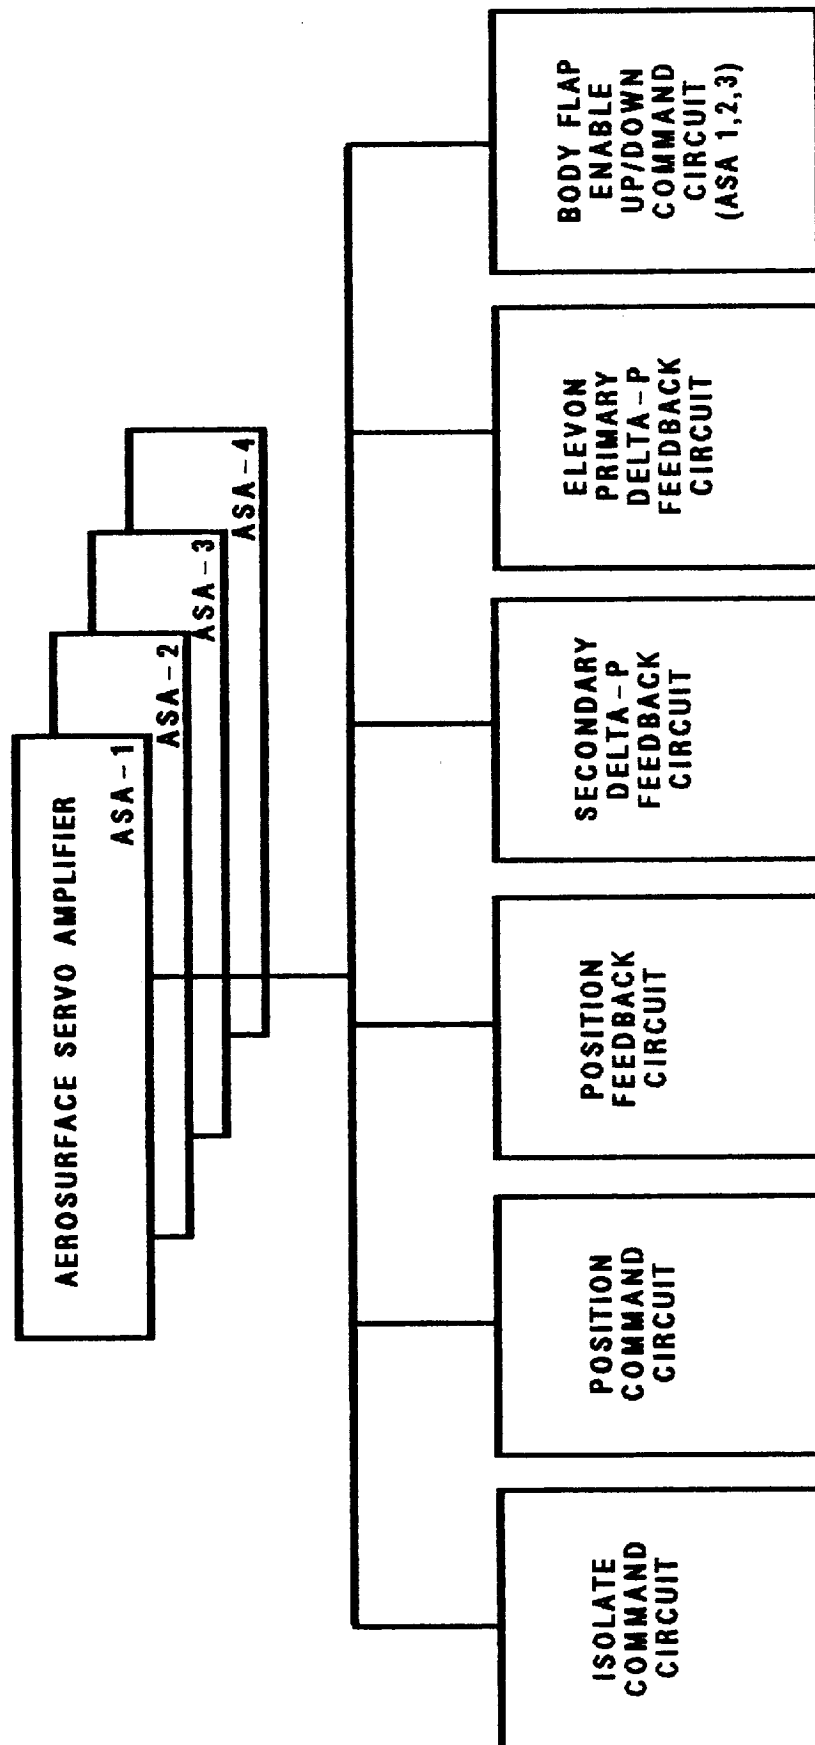 AEROSURFACE SERVO AMPLIFIER
ASA-1
ASA-2
ASA-3
ASA-4
ISOLATE
COMMAND
CIRCUIT
POSITION
COMMAND
CIRCUIT
POSITION
FEEDBACK
CIRCUIT
SECONDARY
DELTA-P
FEEDBACK
CIRCUIT
ELEVON
PRIMARY
DELTA-P
FEEDBACK
CIRCUIT
BODY FLAP
ENABLE
UP/DOWN
COMMAND
CIRCUIT
(ASA 1,2,3)